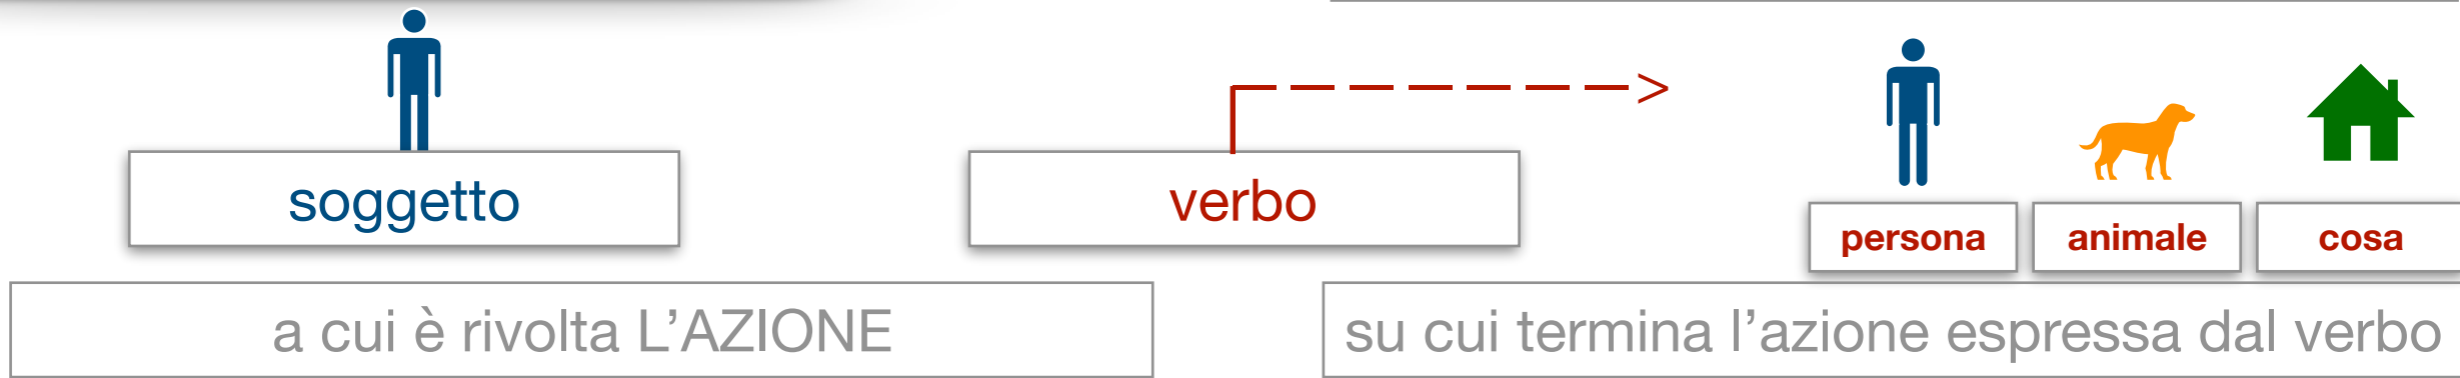 soggetto
verbo
persona
animale
cosa
a cui è rivolta L’AZIONE
su cui termina l’azione espressa dal verbo